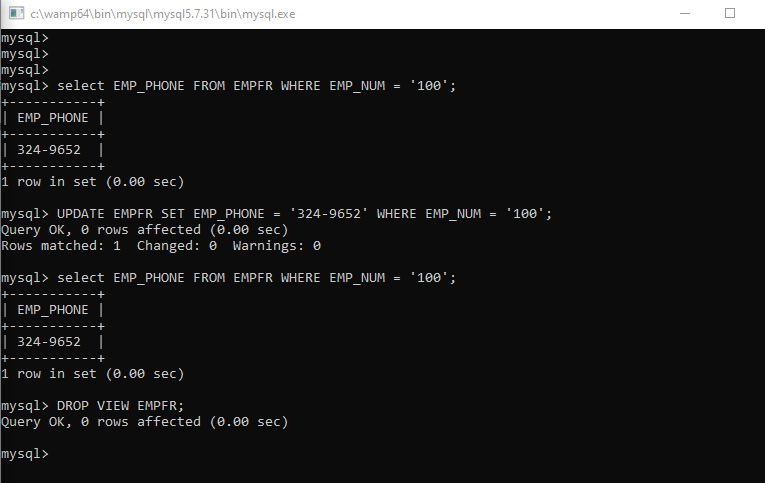 c:\wamp64\bin\mysql\mysql5.7.31\bin\mysql.exe
mysql>
mysql>
mysql>
mysql> select EMP_PHONE FROM EMPFR WHERE EMP_NUM = '100';
+-----------+
| EMP_PHONE |
+-----------+
| 324-9652  |
+-----------+
1 row in set (0.00 sec)
mysql> UPDATE EMPFR SET EMP_PHONE = '324-9652' WHERE EMP_NUM = '100';
Query OK, 0 rows affected (0.00 sec)
Rows matched: 1  Changed: 0  Warnings: 0
mysql> select EMP_PHONE FROM EMPFR WHERE EMP_NUM = '100';
+-----------+
| EMP_PHONE |
+-----------+
| 324-9652  |
+-----------+
1 row in set (0.00 sec)
mysql> DROP VIEW EMPFR;
Query OK, 0 rows affected (0.00 sec)
mysql>